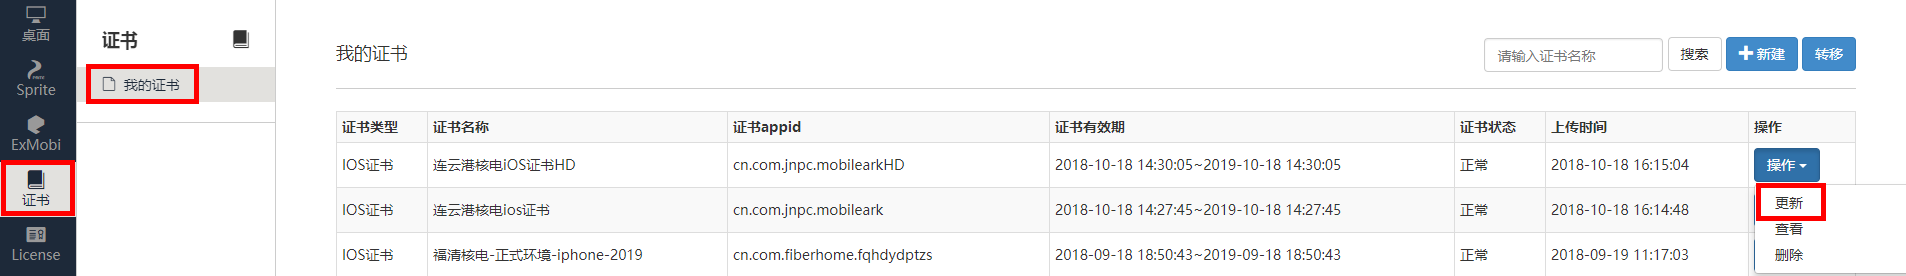 桌面
Sprite
ExMobi
证书
License
证书
我的证书
我的证书
请输入证书名称 搜索 新建 转移
证书类型 证书名称 证书appid 证书有效期 证书状态 上传时间 操作
IOS证书 连云港核电iOS证书HD cn.com.jnpc.mobilearkHD 2018-10-18 14:30:05~2019-10-18 14:30:05 正常 2018-10-18 16:15:04 操作
IOS证书 连云港核电ios证书 cn.com.jnpc.mobileark 2018-10-18 14:27:45~2019-10-18 14:27:45 正常 2018-10-18 16:14:48
IOS证书 福清核电-正式环境-iphone-2019 cn.com.fiberhome.fqhdydptzs 2018-09-18 18:50:43~2019-09-18 18:50:43 正常 2018-09-19 11:17:03
更新
查看
删除